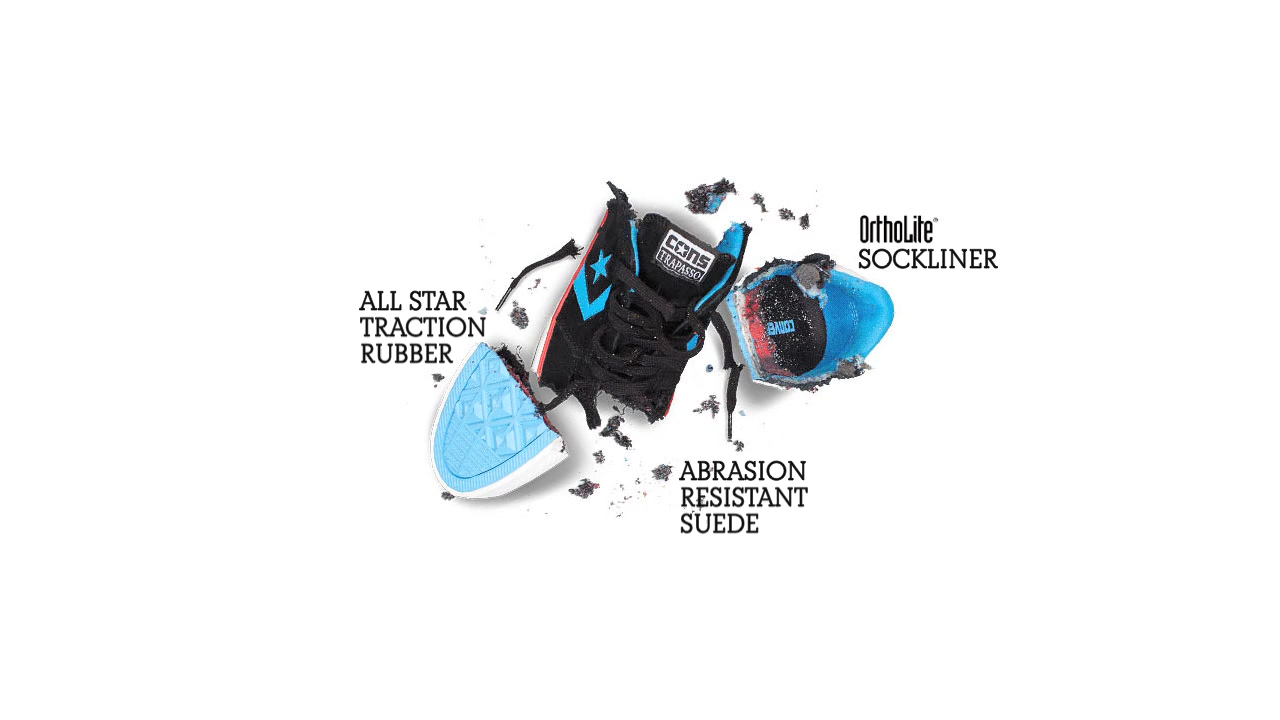 OrthoLite®
SOCKLINER
ALL STAR
TRACTION
RUBBER
CONS
TRAPASSO
ABRASION
RESISTANT
SUEDE